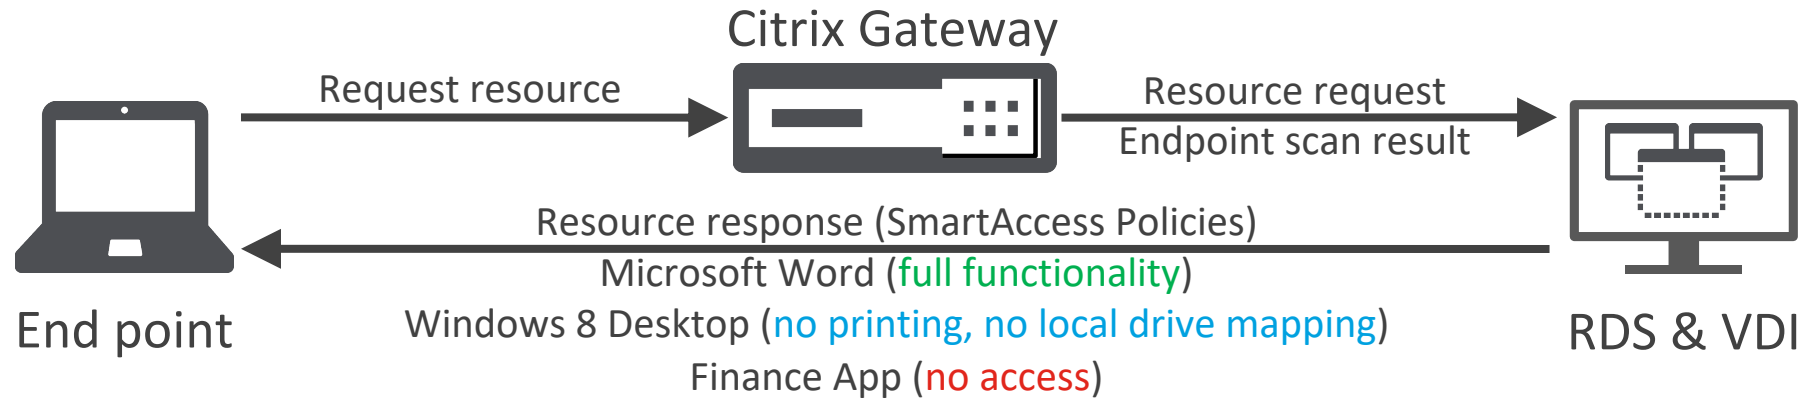 Citrix Gateway
Request resource
Resource request
Endpoint scan result
Resource response (SmartAccess Policies)
Microsoft Word (full functionality)
Windows 8 Desktop (no printing, no local drive mapping)
Finance App (no access)
End point
RDS & VDI